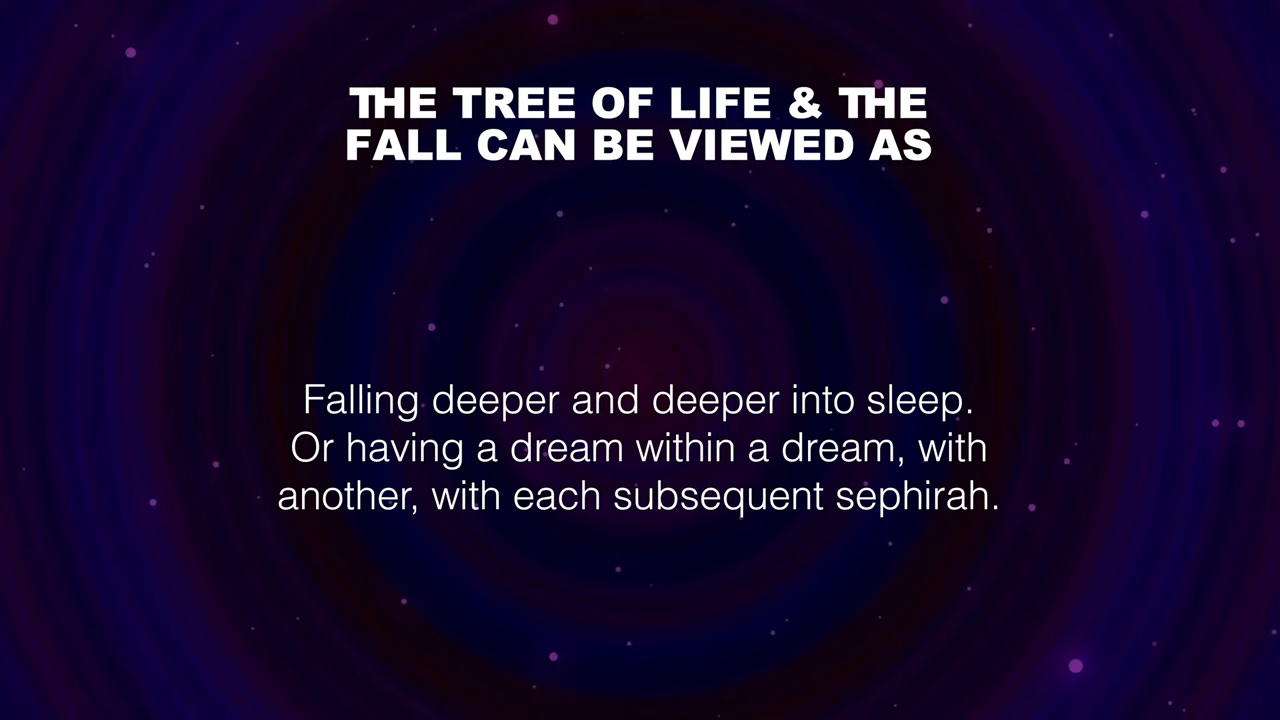 THE TREE OF LIFE & THE
FALL CAN BE VIEWED AS
Falling deeper and deeper into sleep.
Or having a dream within a dream, with
another, with each subsequent sephirah.